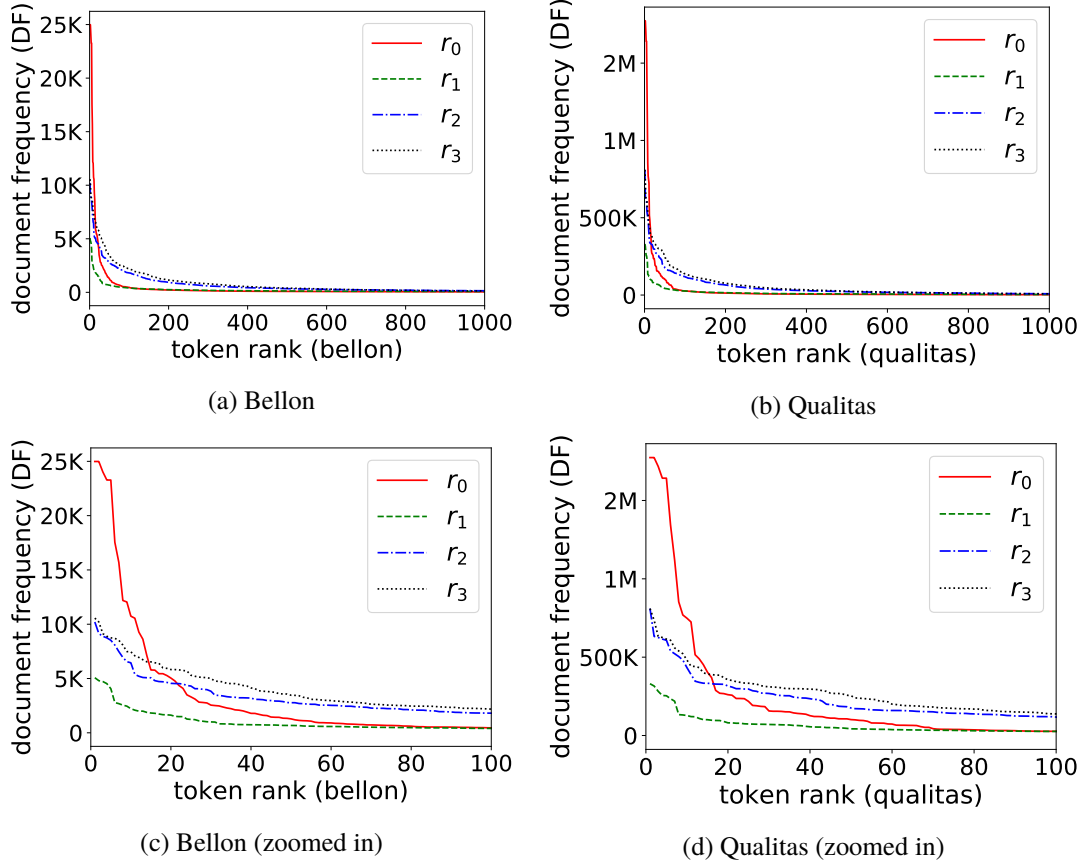 document frequency (DF)
25K
20K
15K
10K
5K
0
r0
r1
r2
r3
0 200 400 600 800 1000
token rank (bellon)
(a) Bellon
document frequency (DF)
2M
1M
500K
0
r0
r1
r2
r3
0 200 400 600 800 1000
token rank (qualitas)
(b) Qualitas
document frequency (DF)
25K
20K
15K
10K
5K
0
r0
r1
r2
r3
0 20 40 60 80 100
token rank (bellon)
(c) Bellon (zoomed in)
document frequency (DF)
2M
1M
500K
0
r0
r1
r2
r3
0 20 40 60 80 100
token rank (qualitas)
(d) Qualitas (zoomed in)